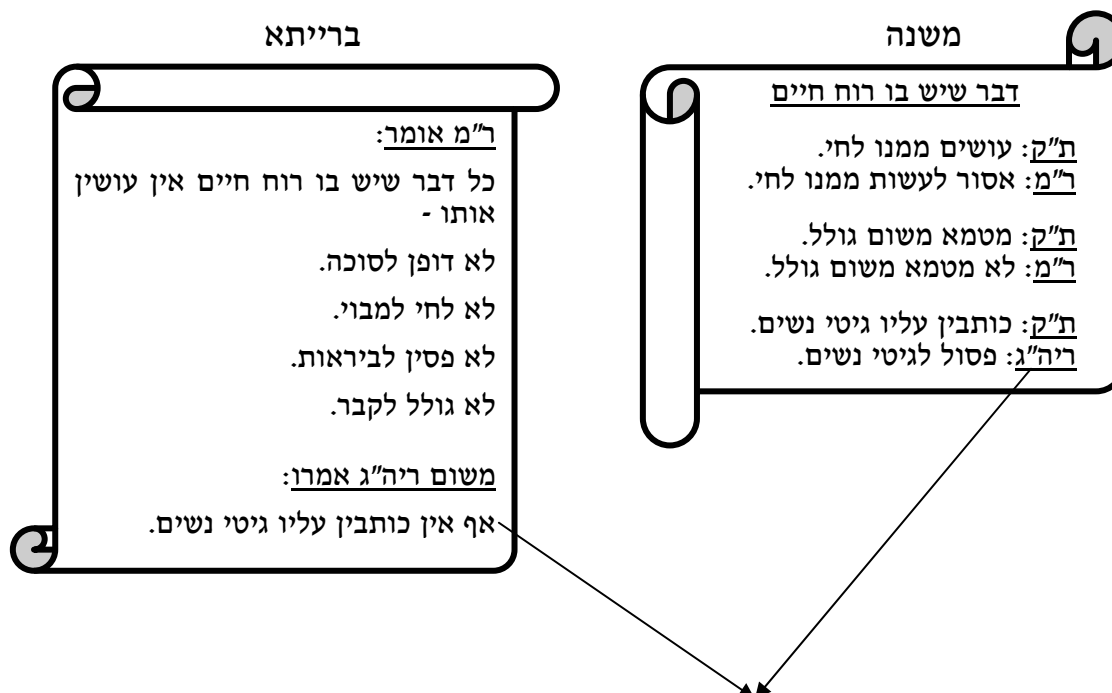 משנה
דבר שיש בו רוח חיים
ת"ק: עושים ממנו לחי.
ר"מ: אסור לעשות ממנו לחי.
ת"ק: מטמא משום גולל.
ר"מ: לא מטמא משום גולל.
ת"ק: כותבין עליו גיטי נשים.
ריה"ג: פסול לגיטי נשים.
ברייתא
ר"מ אומר:
כל דבר שיש בו רוח חיים אין עושין
אותו -
לא דופן לסוכה.
לא לחי למבוי.
לא פסין לביראות.
לא גולל לקבר.
משום ריה"ג אמרו:
אף אין כותבין עליו גיטי נשים.